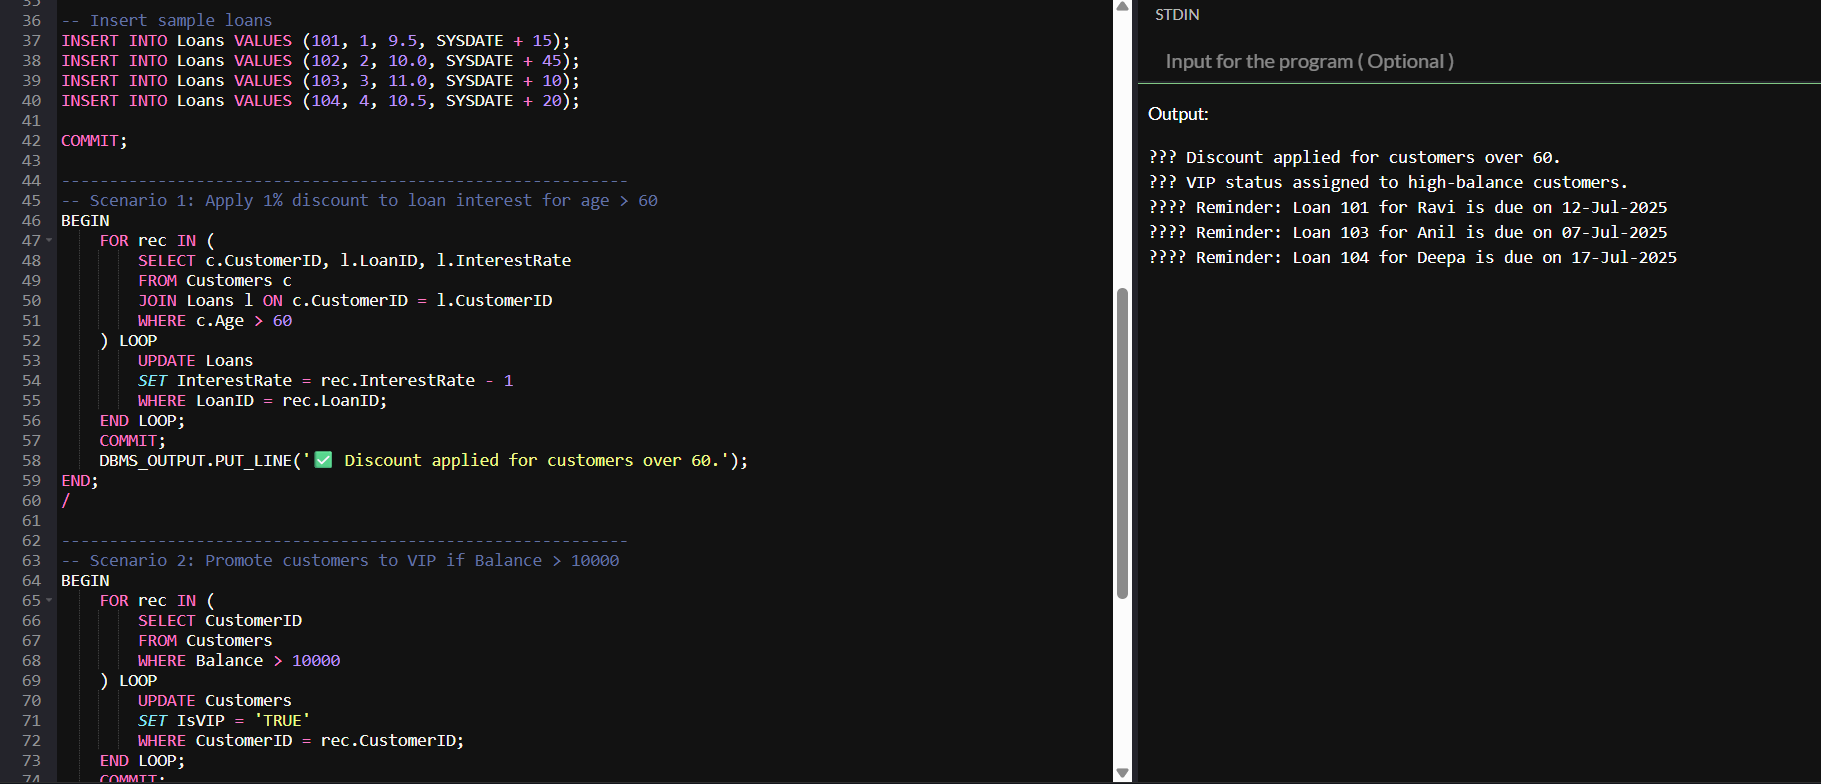 35
36 -- Insert sample loans
37 INSERT INTO Loans VALUES (101, 1, 9.5, SYSDATE + 15);
38 INSERT INTO Loans VALUES (102, 2, 10.0, SYSDATE + 45);
39 INSERT INTO Loans VALUES (103, 3, 11.0, SYSDATE + 10);
40 INSERT INTO Loans VALUES (104, 4, 10.5, SYSDATE + 20);
41
42 COMMIT;
43
44 -----------------------------------------------------------
45 -- Scenario 1: Apply 1% discount to loan interest for age > 60
46 BEGIN
47     FOR rec IN (
48         SELECT c.CustomerID, l.LoanID, l.InterestRate
49         FROM Customers c
50         JOIN Loans l ON c.CustomerID = l.CustomerID
51         WHERE c.Age > 60
52     ) LOOP
53         UPDATE Loans
54         SET InterestRate = rec.InterestRate - 1
55         WHERE LoanID = rec.LoanID;
56     END LOOP;
57     COMMIT;
58     DBMS_OUTPUT.PUT_LINE('✅ Discount applied for customers over 60.');
59 END;
60 /
61
62 -----------------------------------------------------------
63 -- Scenario 2: Promote customers to VIP if Balance > 10000
64 BEGIN
65     FOR rec IN (
66         SELECT CustomerID
67         FROM Customers
68         WHERE Balance > 10000
69     ) LOOP
70         UPDATE Customers
71         SET IsVIP = 'TRUE'
72         WHERE CustomerID = rec.CustomerID;
73     END LOOP;
74     COMMIT;
STDIN
Input for the program ( Optional )
Output:
??? Discount applied for customers over 60.
??? VIP status assigned to high-balance customers.
???? Reminder: Loan 101 for Ravi is due on 12-Jul-2025
???? Reminder: Loan 103 for Anil is due on 07-Jul-2025
???? Reminder: Loan 104 for Deepa is due on 17-Jul-2025